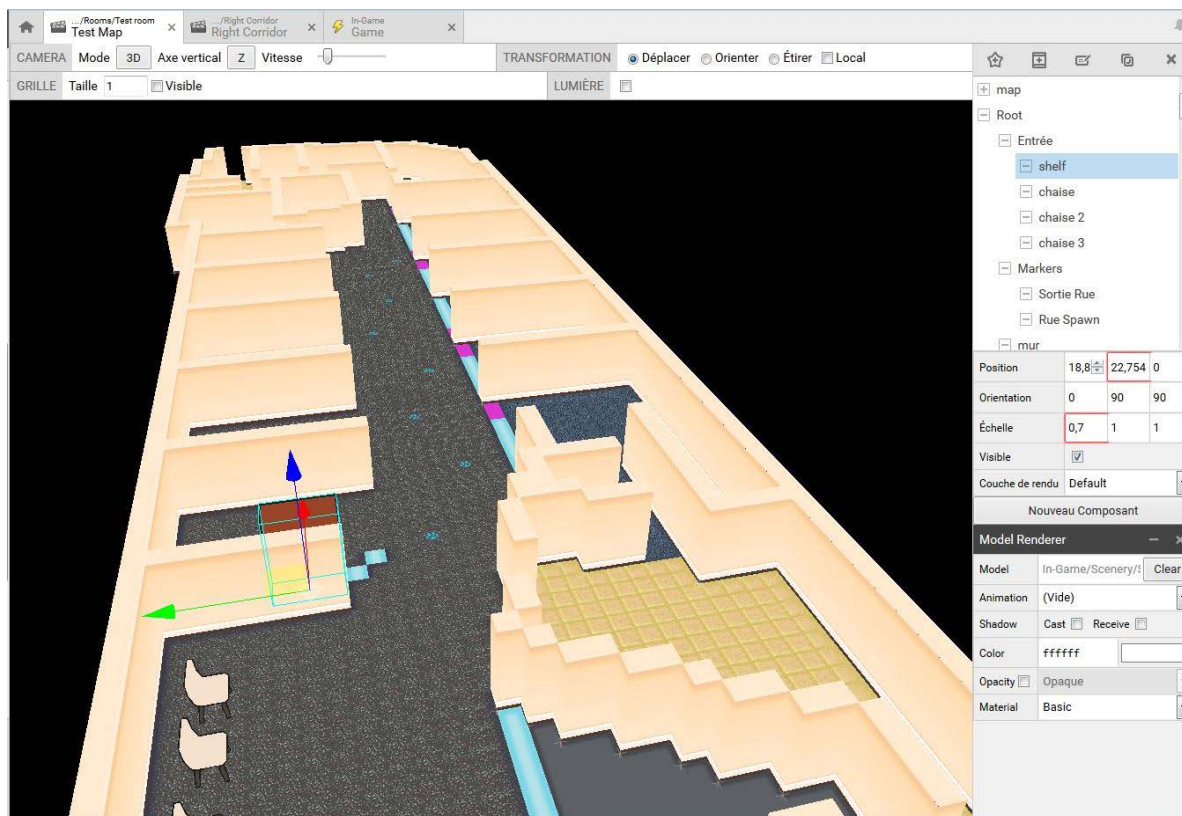 .../Rooms/Test room
Test Map
.../Right Corridor
Right Corridor
In-Game
Game
CAMERA Mode 3D Axe vertical Z Vitesse
TRANSFORMATION Déplacer Orienter Étirer Local
GRILLE Taille 1 Visible
LUMIÈRE
map
Root
Entrée
shelf
chaise
chaise 2
chaise 3
Markers
Sortie Rue
Rue Spawn
mur
Position 18,8 22,754 0
Orientation 0 90 90
Échelle 0,7 1 1
Visible
Couche de rendu Default
Nouveau Composant
Model Renderer
Model In-Game/Scenery/ Clear
Animation (Vide)
Shadow Cast Receive
Color ffffff
Opacity Opaque
Material Basic